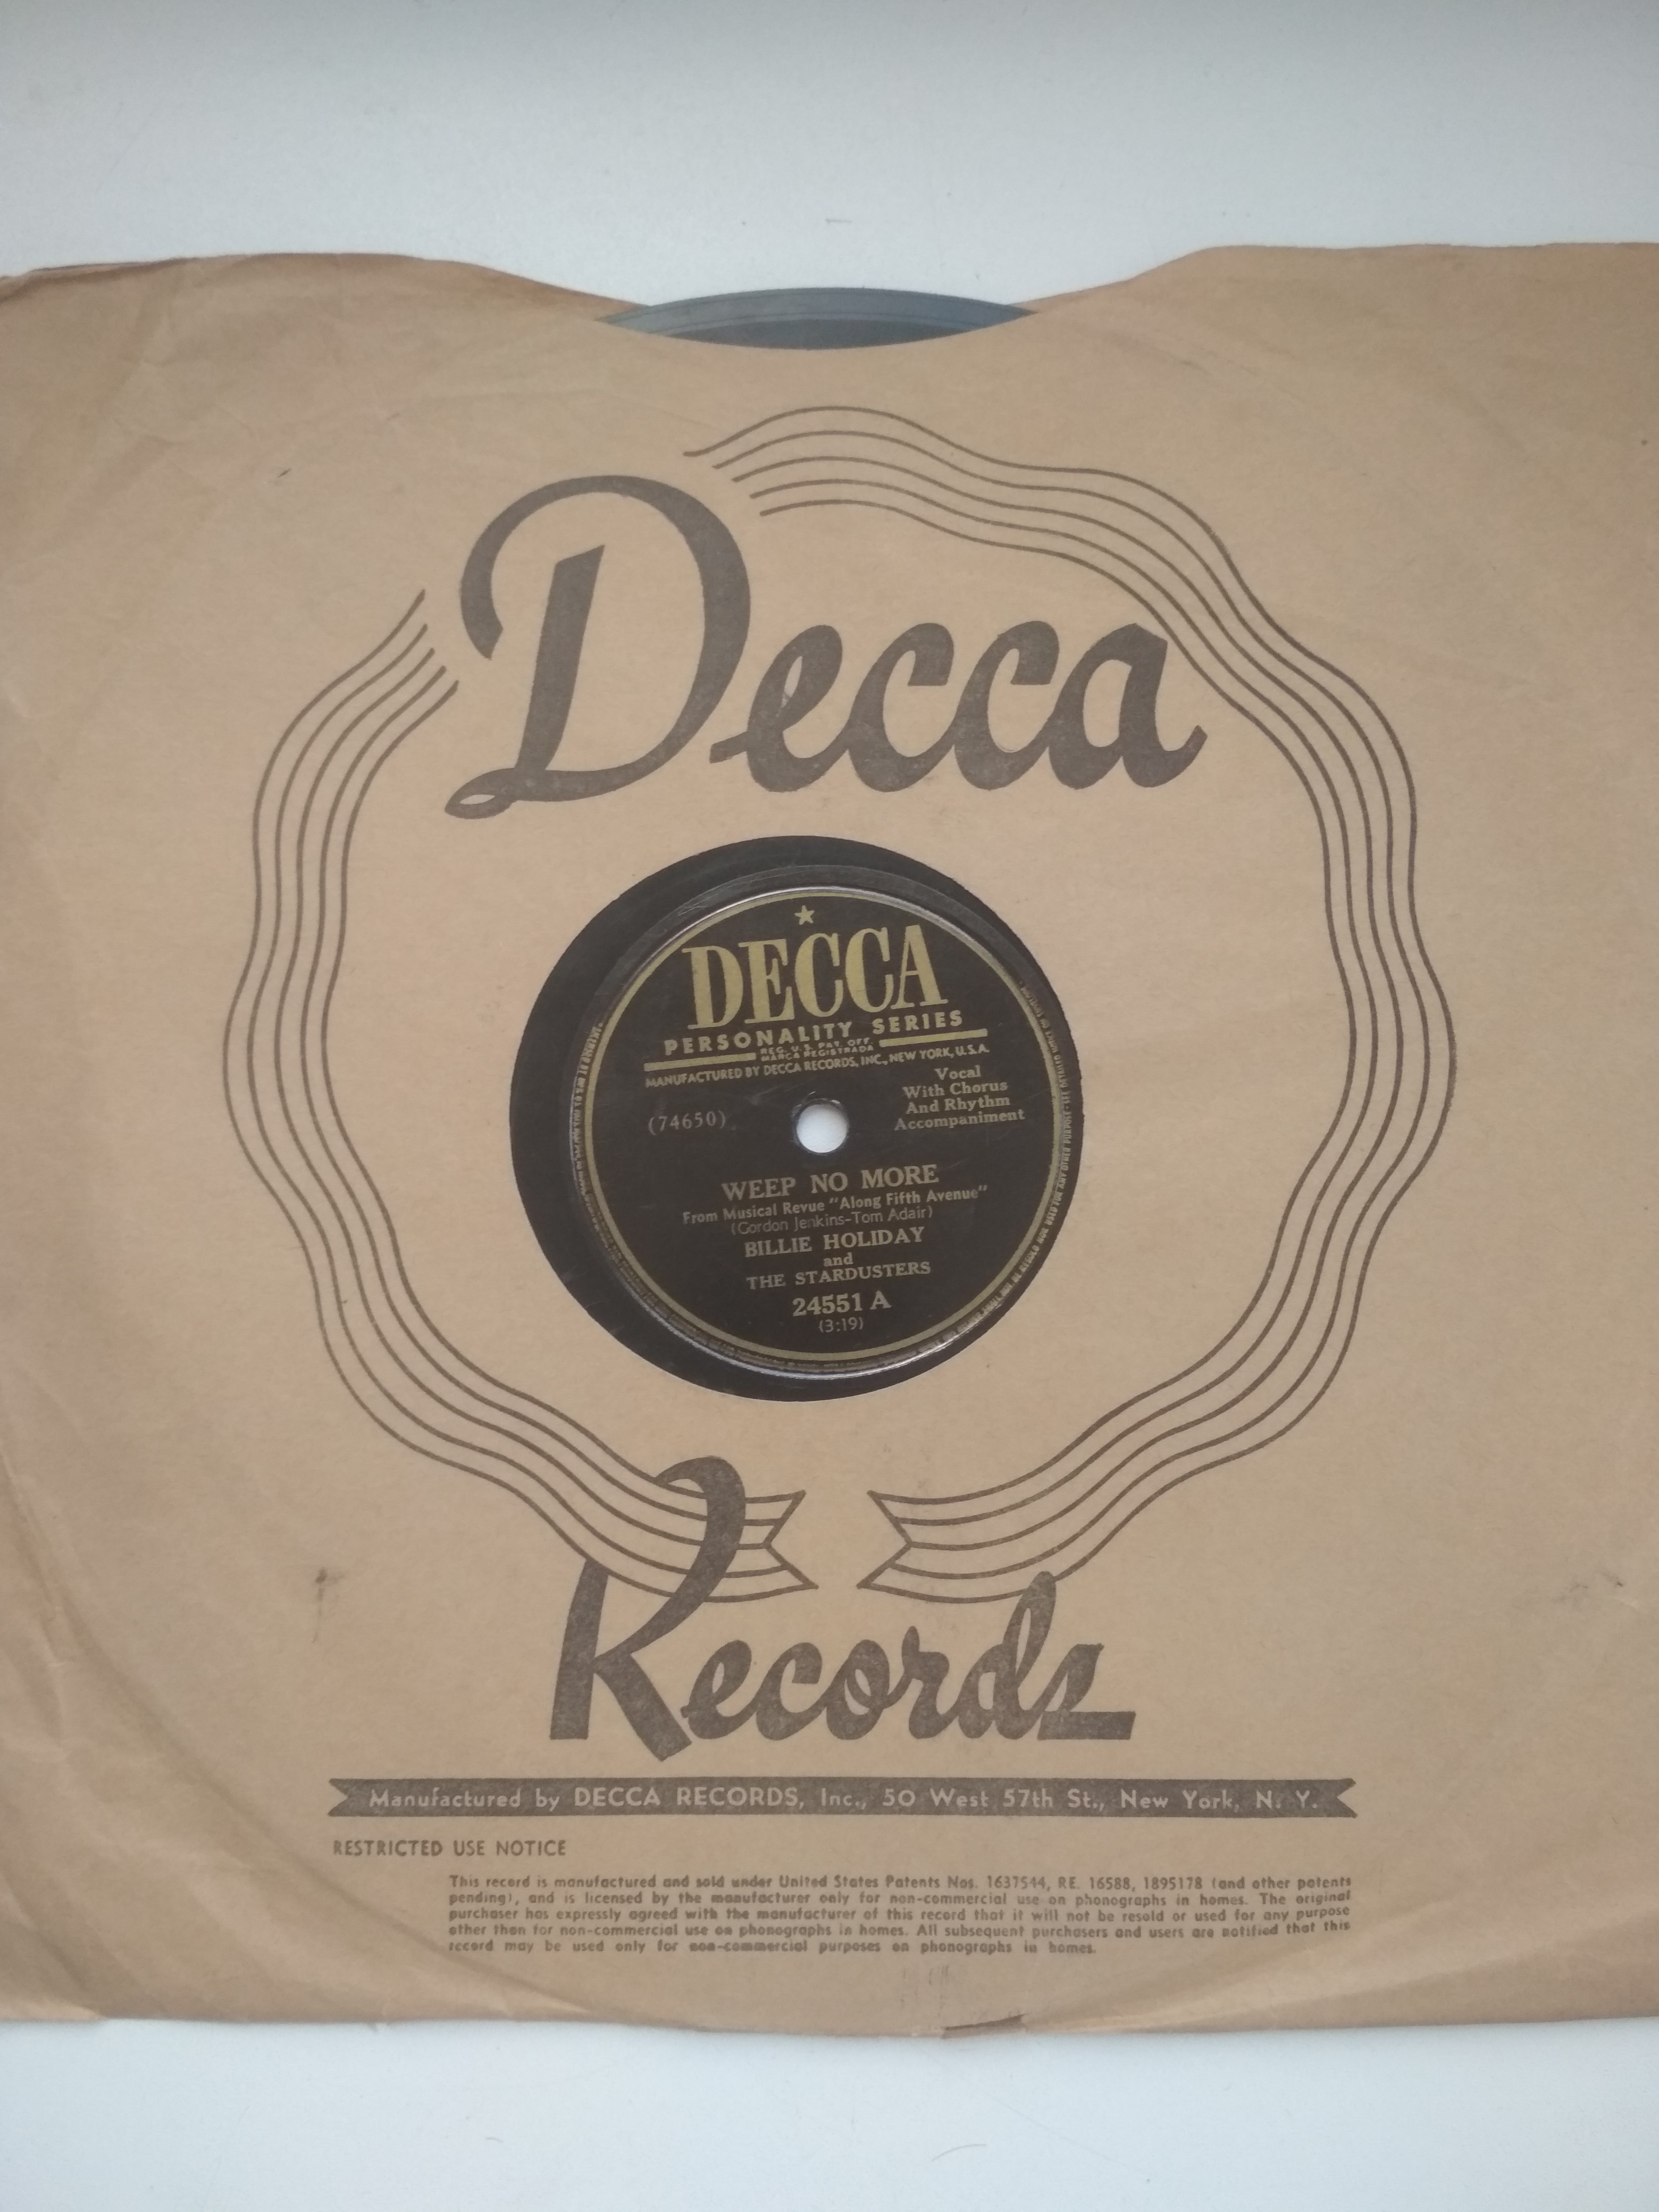 Decca
DECCA
PERSONALITY SERIES
REG. U.S. PAT. OFF.
MARCA REGISTRADA
MANUFACTURED BY DECCA RECORDS, INC., NEW YORK, U.S.A.
Vocal
With Chorus
And Rhythm
Accompaniment
(74650)
WEEP NO MORE
From Musical Revue "Along Fifth Avenue"
(Gordon Jenkins-Tom Adair)
BILLIE HOLIDAY
and
THE STARDUSTERS
24551 A
(3:19)
Records
Manufactured by DECCA RECORDS, Inc., 50 West 57th St., New York, N. Y.
RESTRICTED USE NOTICE
This record is manufactured and sold under United States Patents Nos. 1637544, RE. 16588, 1895178 (and other patents
pending), and is licensed by the manufacturer only for non-commercial use on phonographs in homes. The original
purchaser has expressly agreed with the manufacturer of this record that it will not be resold or used for any purpose
other than for non-commercial use on phonographs in homes. All subsequent purchasers and users are notified that this
record may be used only for non-commercial purposes on phonographs in homes.